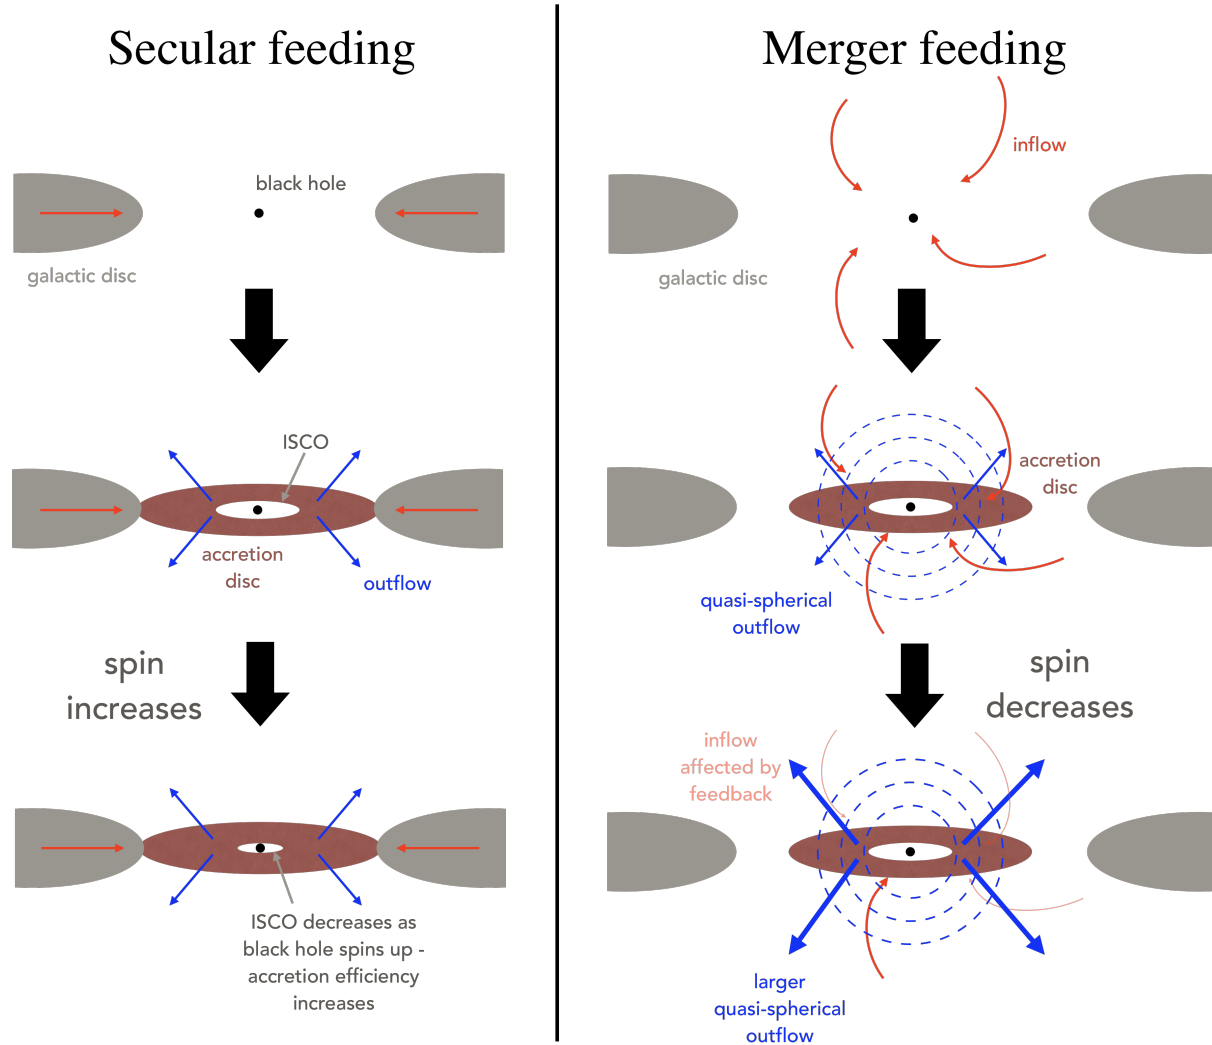 Secular feeding
black hole
galactic disc
ISCO
accretion
disc
outflow
spin
increases
ISCO decreases as
black hole spins up -
accretion efficiency
increases
Merger feeding
inflow
galactic disc
accretion
disc
quasi-spherical
outflow
spin
decreases
inflow
affected by
feedback
larger
quasi-spherical
outflow